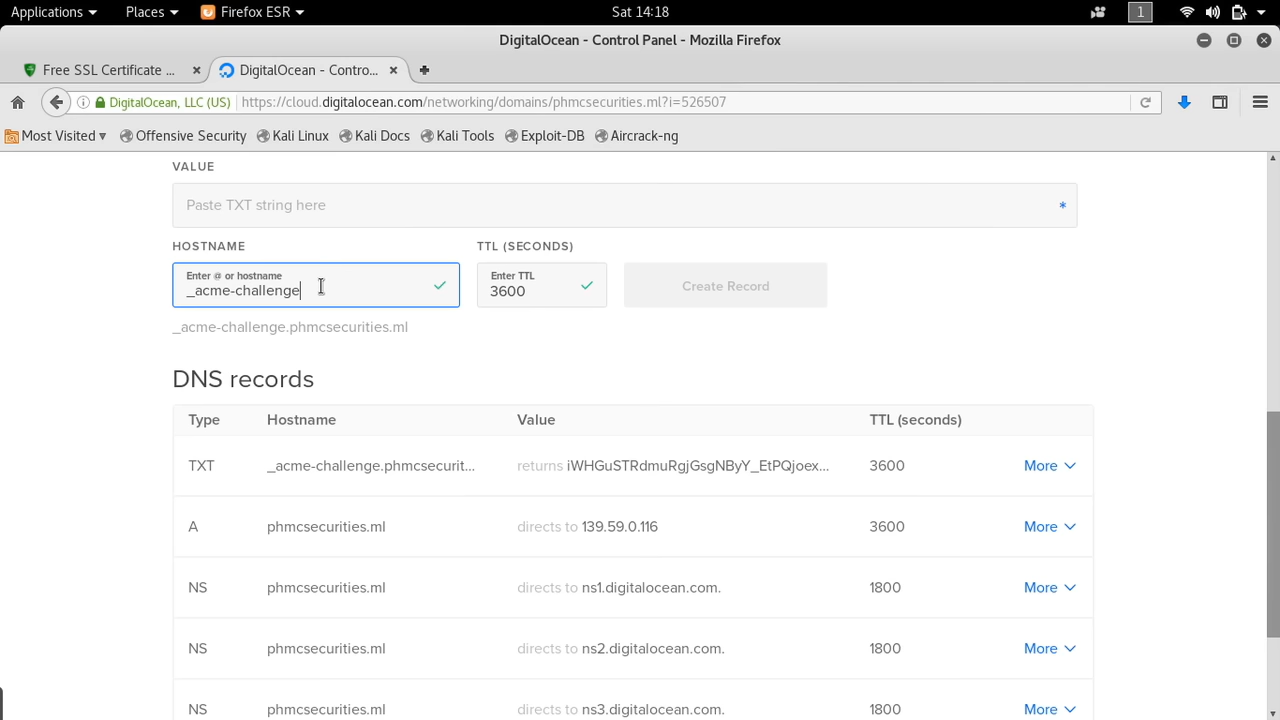 Applications Places Firefox ESR Sat 14:18 1
DigitalOcean - Control Panel - Mozilla Firefox
Free SSL Certificate ... DigitalOcean - Contro...
DigitalOcean, LLC (US) https://cloud.digitalocean.com/networking/domains/phmcsecurities.ml?i=526507
Most Visited Offensive Security Kali Linux Kali Docs Kali Tools Exploit-DB Aircrack-ng
VALUE
Paste TXT string here *
HOSTNAME TTL (SECONDS)
Enter @ or hostname Enter TTL
_acme-challenge 3600 Create Record
_acme-challenge.phmcsecurities.ml
DNS records
Type Hostname Value TTL (seconds)
TXT _acme-challenge.phmcsecurit... returns iWHGuSTRdmuRgjGsgNByY_EtPQjoex... 3600 More
A phmcsecurities.ml directs to 139.59.0.116 3600 More
NS phmcsecurities.ml directs to ns1.digitalocean.com. 1800 More
NS phmcsecurities.ml directs to ns2.digitalocean.com. 1800 More
NS phmcsecurities.ml directs to ns3.digitalocean.com. 1800 More